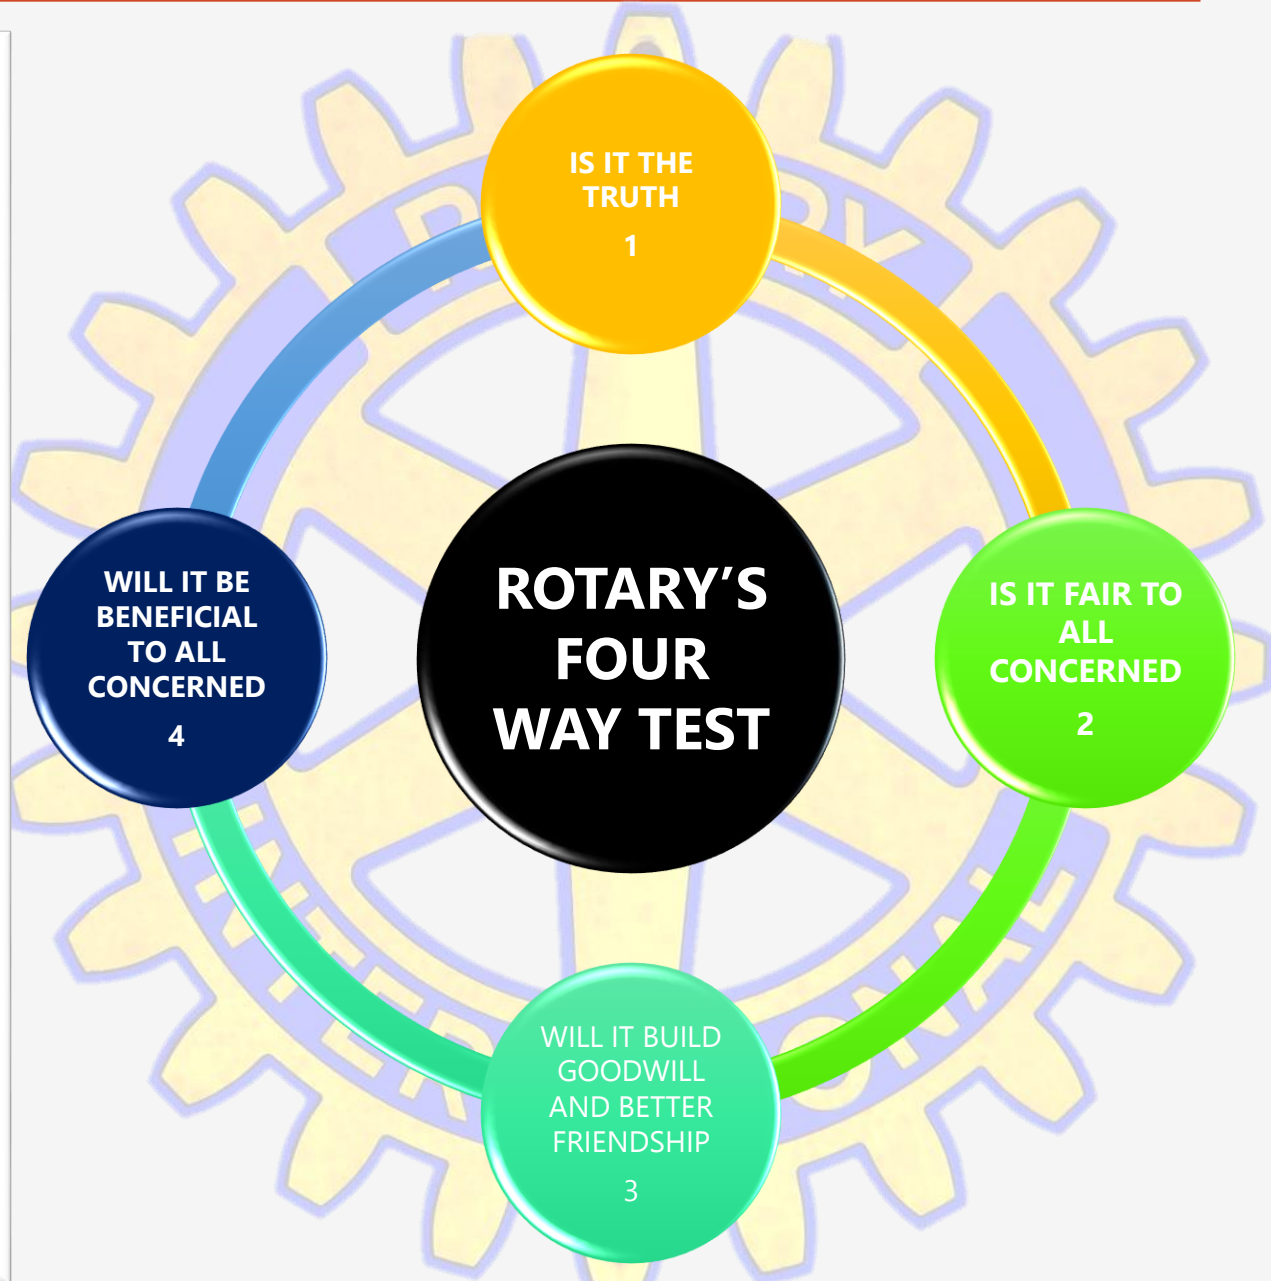 IS IT THE
TRUTH
1
IS IT FAIR TO
ALL
CONCERNED
2
WILL IT BUILD
GOODWILL
AND BETTER
FRIENDSHIP
3
WILL IT BE
BENEFICIAL
TO ALL
CONCERNED
4
ROTARY’S
FOUR
WAY TEST